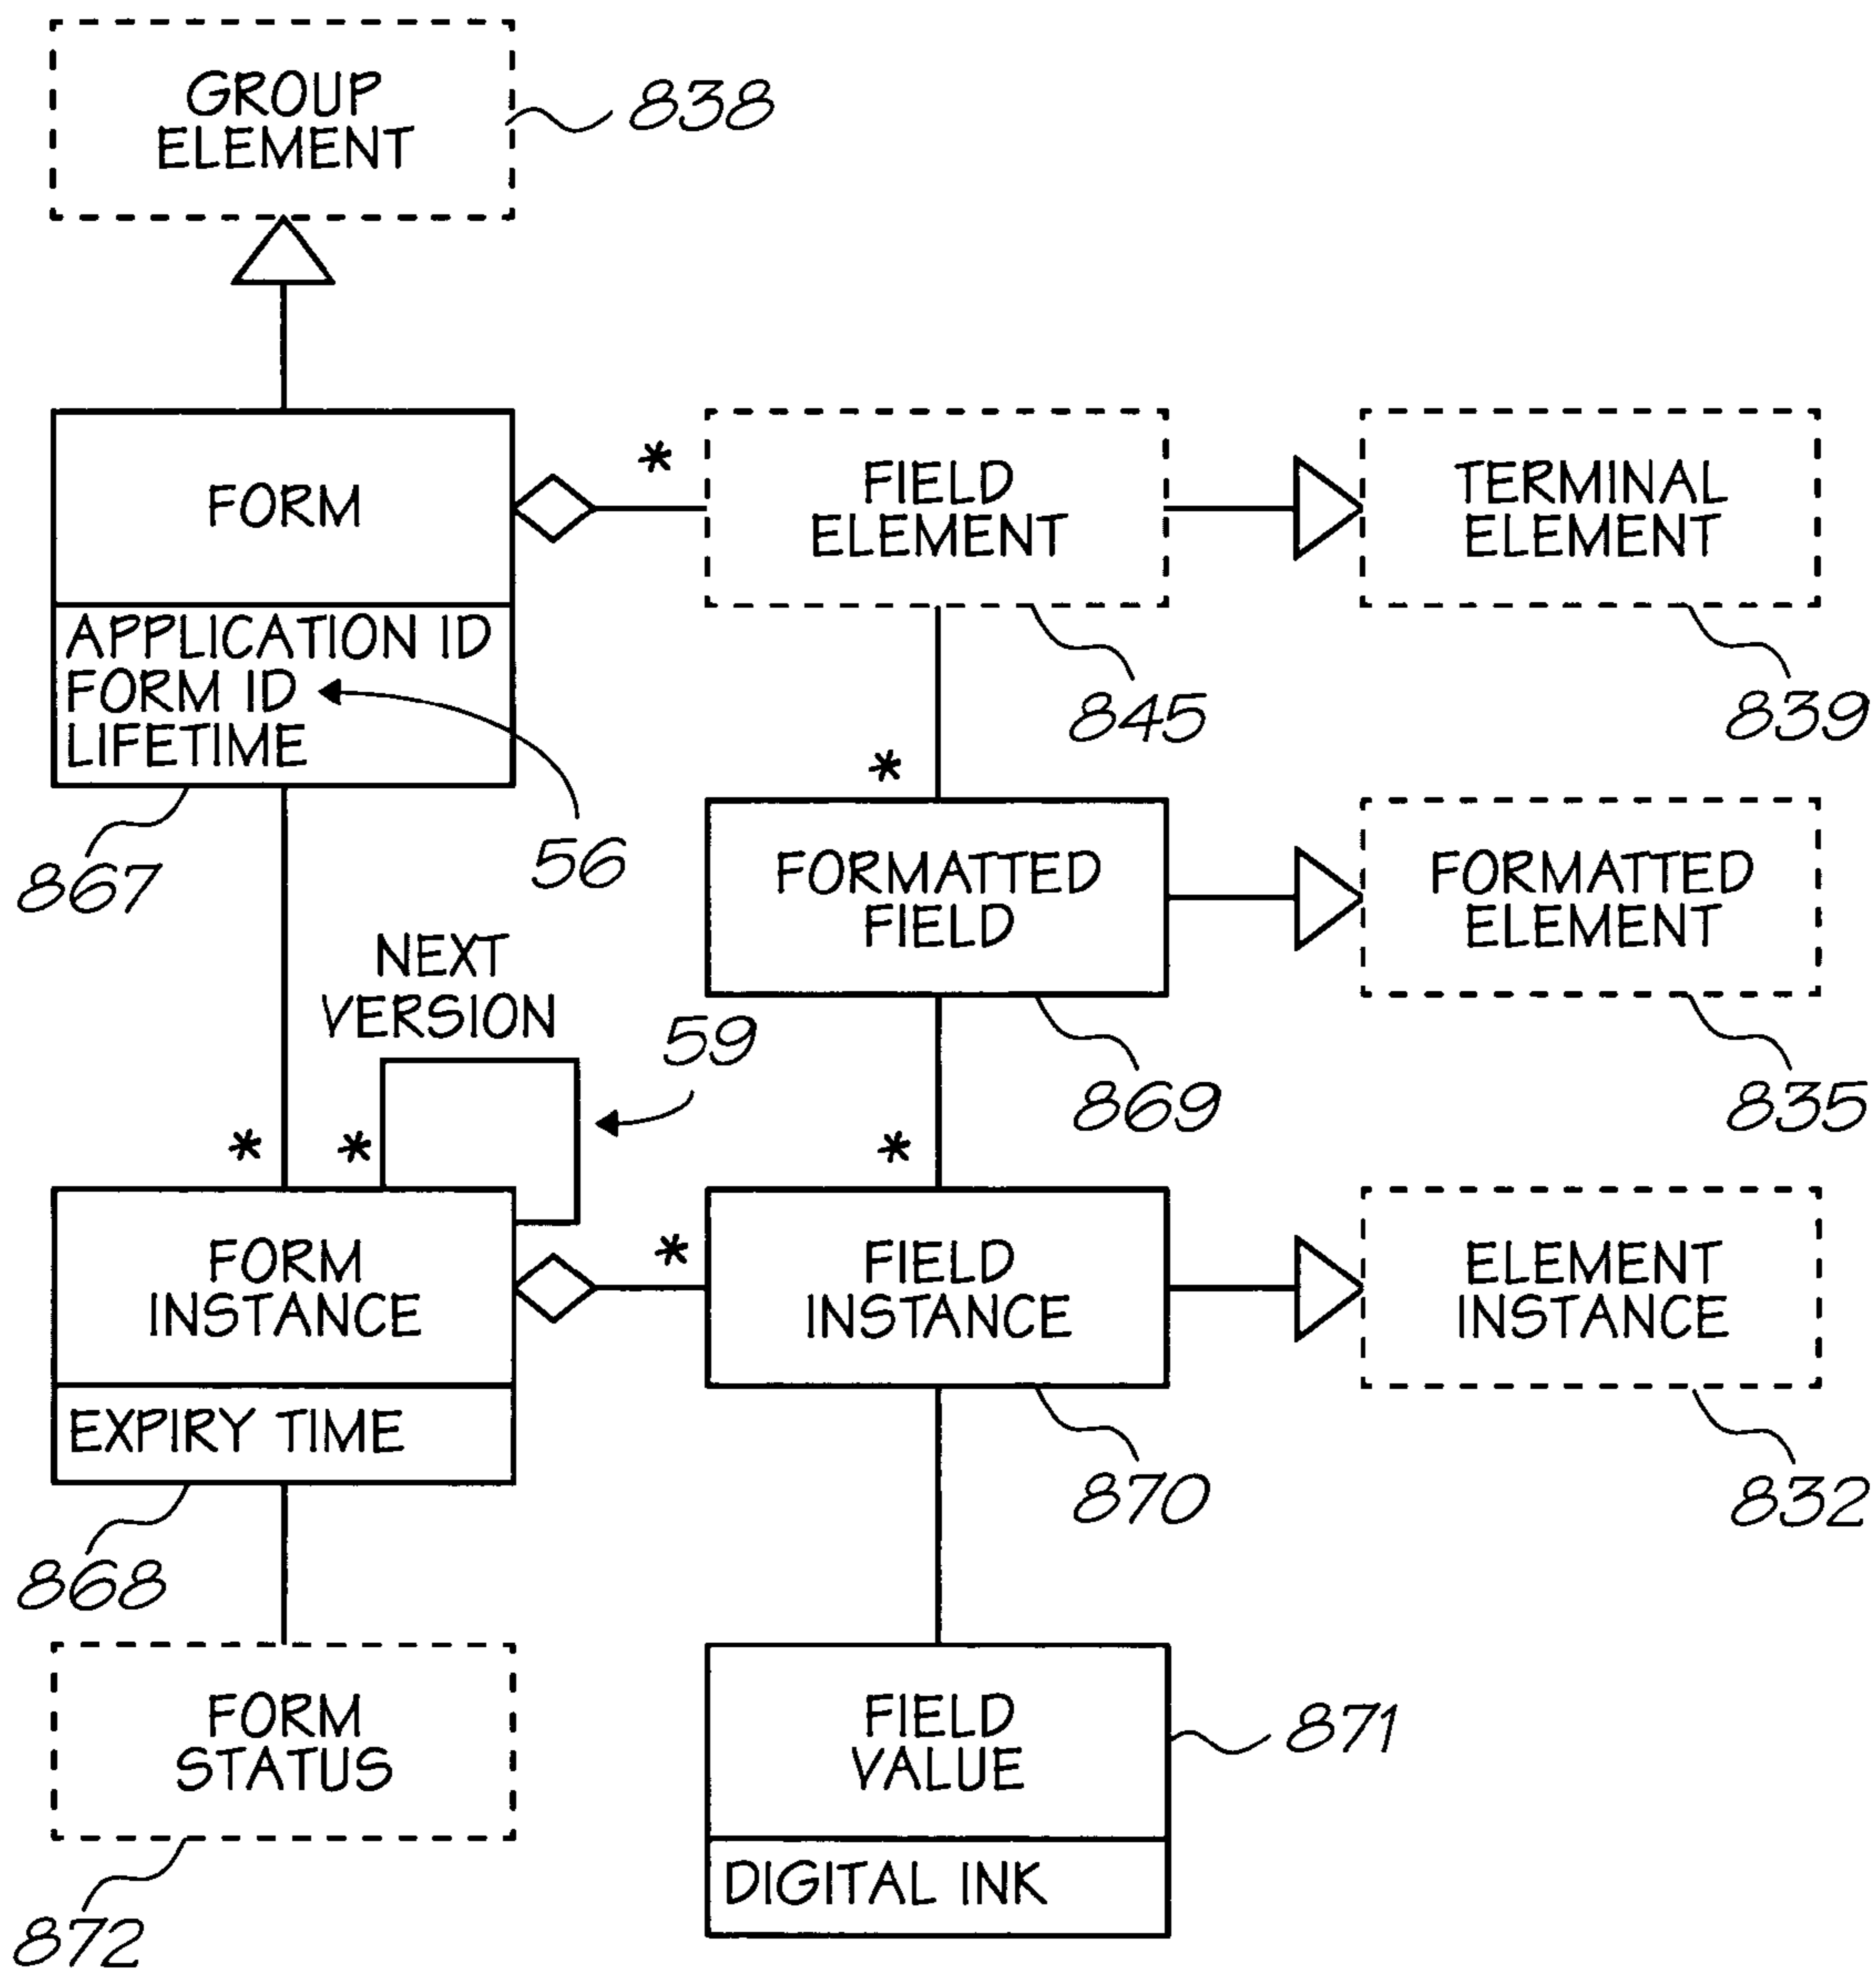 GROUP
ELEMENT
838
FORM
*
FIELD
ELEMENT
TERMINAL
ELEMENT
APPLICATION ID
FORM ID
LIFETIME
845
839
867
56
*
FORMATTED
FIELD
FORMATTED
ELEMENT
NEXT
VERSION
59
869
835
*
*
*
FORM
INSTANCE
*
FIELD
INSTANCE
ELEMENT
INSTANCE
EXPIRY TIME
870
832
868
FORM
STATUS
FIELD
VALUE
871
DIGITAL INK
872